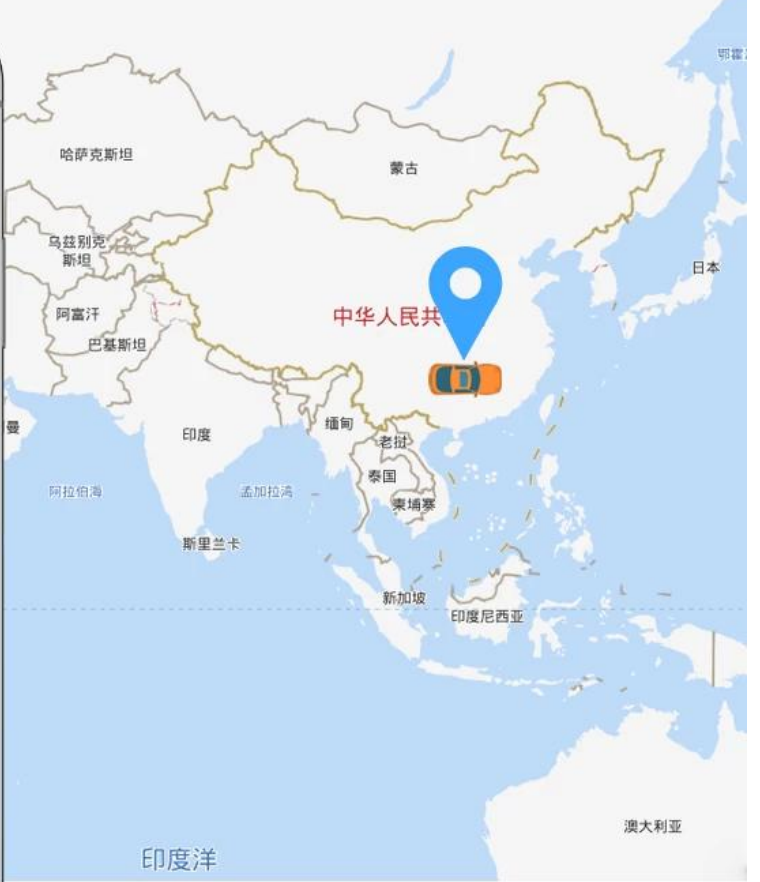 鄂霍
哈萨克斯坦
蒙古
乌兹别克
斯坦
日本
阿富汗
中华人民共
巴基斯坦
缅甸
曼
印度
老挝
泰国
阿拉伯海
孟加拉湾
柬埔寨
斯里兰卡
新加坡
印度尼西亚
澳大利亚
印度洋